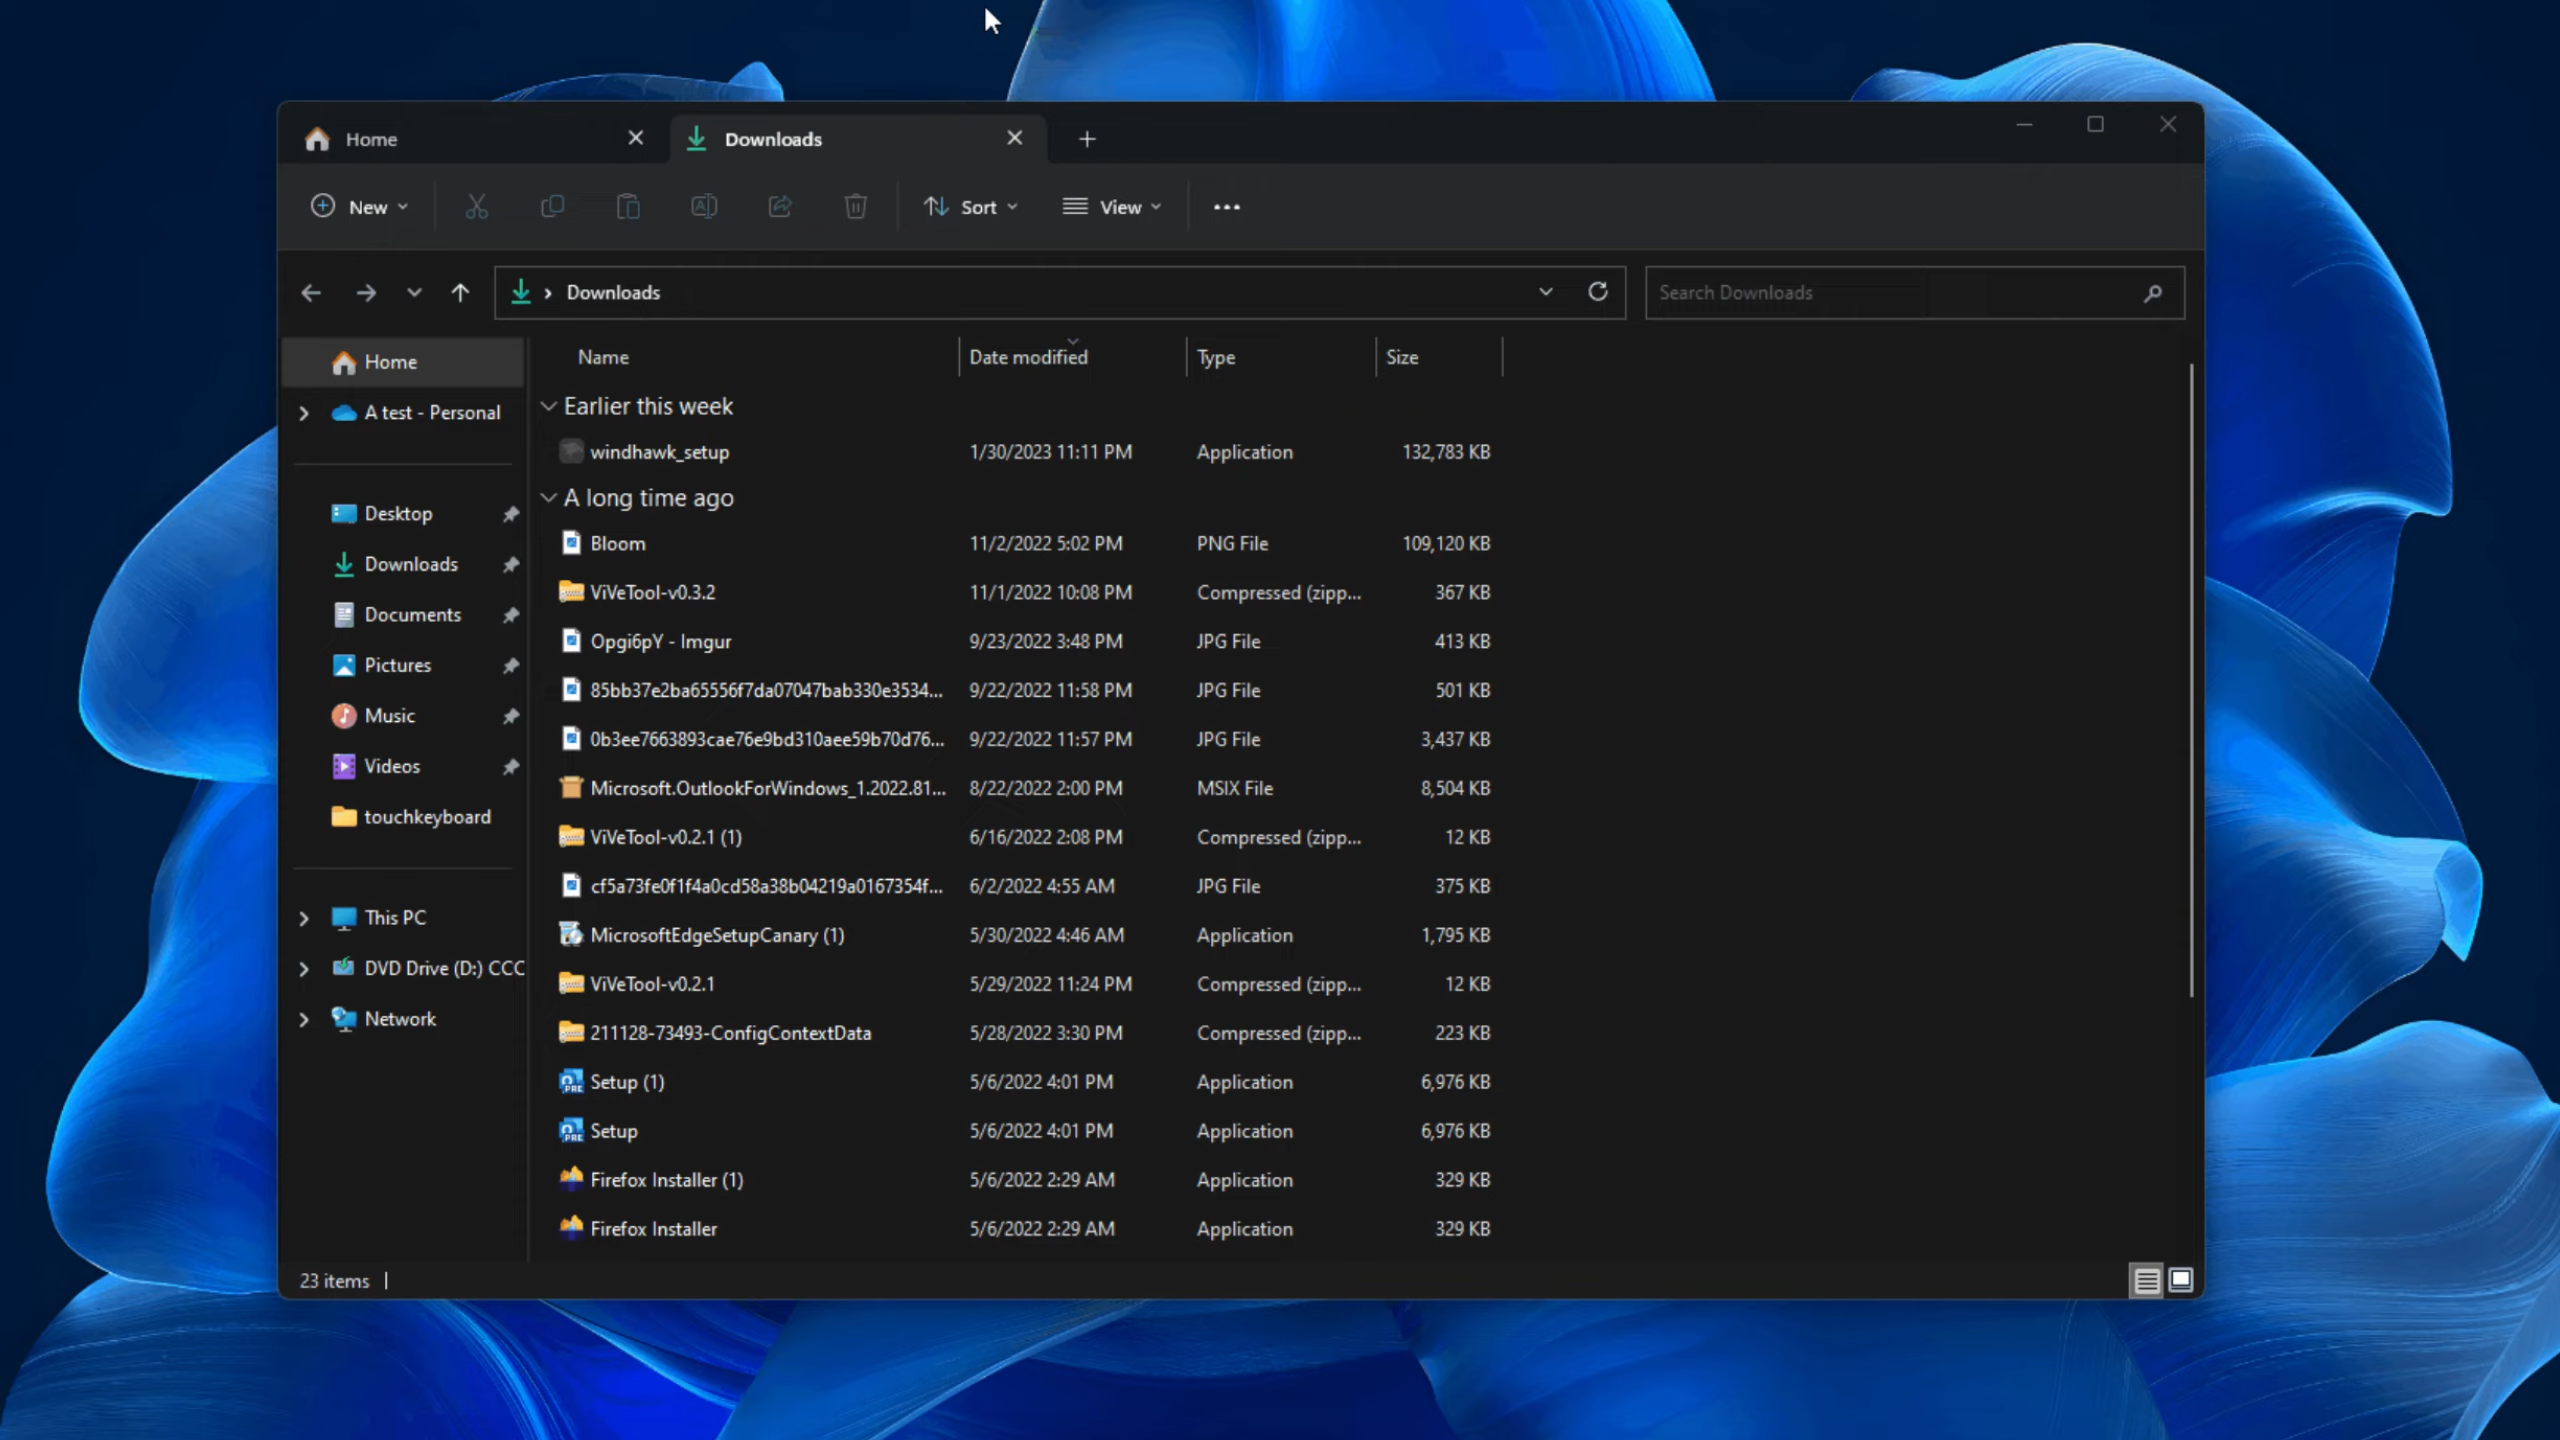 Home
Downloads
New
Sort
View
Downloads
Search Downloads
Home
A test - Personal
Desktop
Downloads
Documents
Pictures
Music
Videos
touchkeyboard
This PC
DVD Drive (D:) CCC
Network
Name Date modified Type Size
Earlier this week
windhawk_setup 1/30/2023 11:11 PM Application 132,783 KB
A long time ago
Bloom 11/2/2022 5:02 PM PNG File 109,120 KB
ViVeTool-v0.3.2 11/1/2022 10:08 PM Compressed (zipp... 367 KB
Opgi6pY - Imgur 9/23/2022 3:48 PM JPG File 413 KB
85bb37e2ba65556f7da07047bab330e3534... 9/22/2022 11:58 PM JPG File 501 KB
0b3ee7663893cae76e9bd310aee59b70d76... 9/22/2022 11:57 PM JPG File 3,437 KB
Microsoft.OutlookForWindows_1.2022.81... 8/22/2022 2:00 PM MSIX File 8,504 KB
ViVeTool-v0.2.1 (1) 6/16/2022 2:08 PM Compressed (zipp... 12 KB
cf5a73fe0f1f4a0cd58a38b04219a0167354f... 6/2/2022 4:55 AM JPG File 375 KB
MicrosoftEdgeSetupCanary (1) 5/30/2022 4:46 AM Application 1,795 KB
ViVeTool-v0.2.1 5/29/2022 11:24 PM Compressed (zipp... 12 KB
211128-73493-ConfigContextData 5/28/2022 3:30 PM Compressed (zipp... 223 KB
Setup (1) 5/6/2022 4:01 PM Application 6,976 KB
Setup 5/6/2022 4:01 PM Application 6,976 KB
Firefox Installer (1) 5/6/2022 2:29 AM Application 329 KB
Firefox Installer 5/6/2022 2:29 AM Application 329 KB
23 items